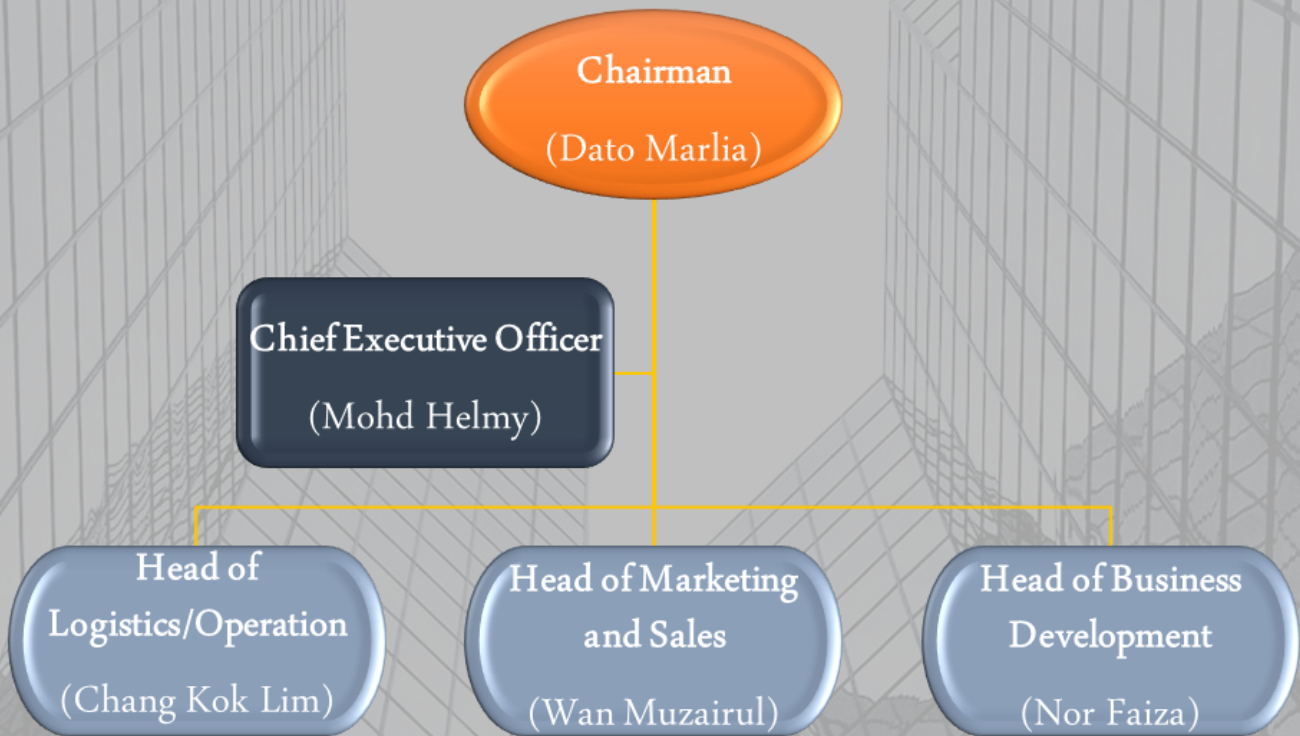 Chairman
(Dato Marlia)
Chief Executive Officer
(Mohd Helmy)
Head of
Logistics/Operation
(Chang Kok Lim)
Head of Marketing
and Sales
(Wan Muzairul)
Head of Business
Development
(Nor Faiza)